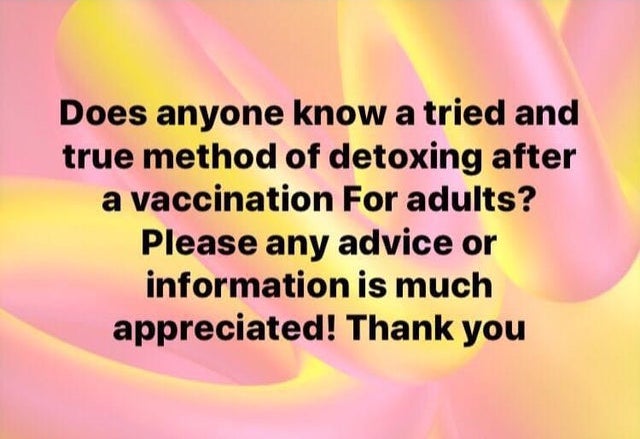 Does anyone know a tried and
true method of detoxing after
a vaccination For adults?
Please any advice or
information is much
appreciated! Thank you